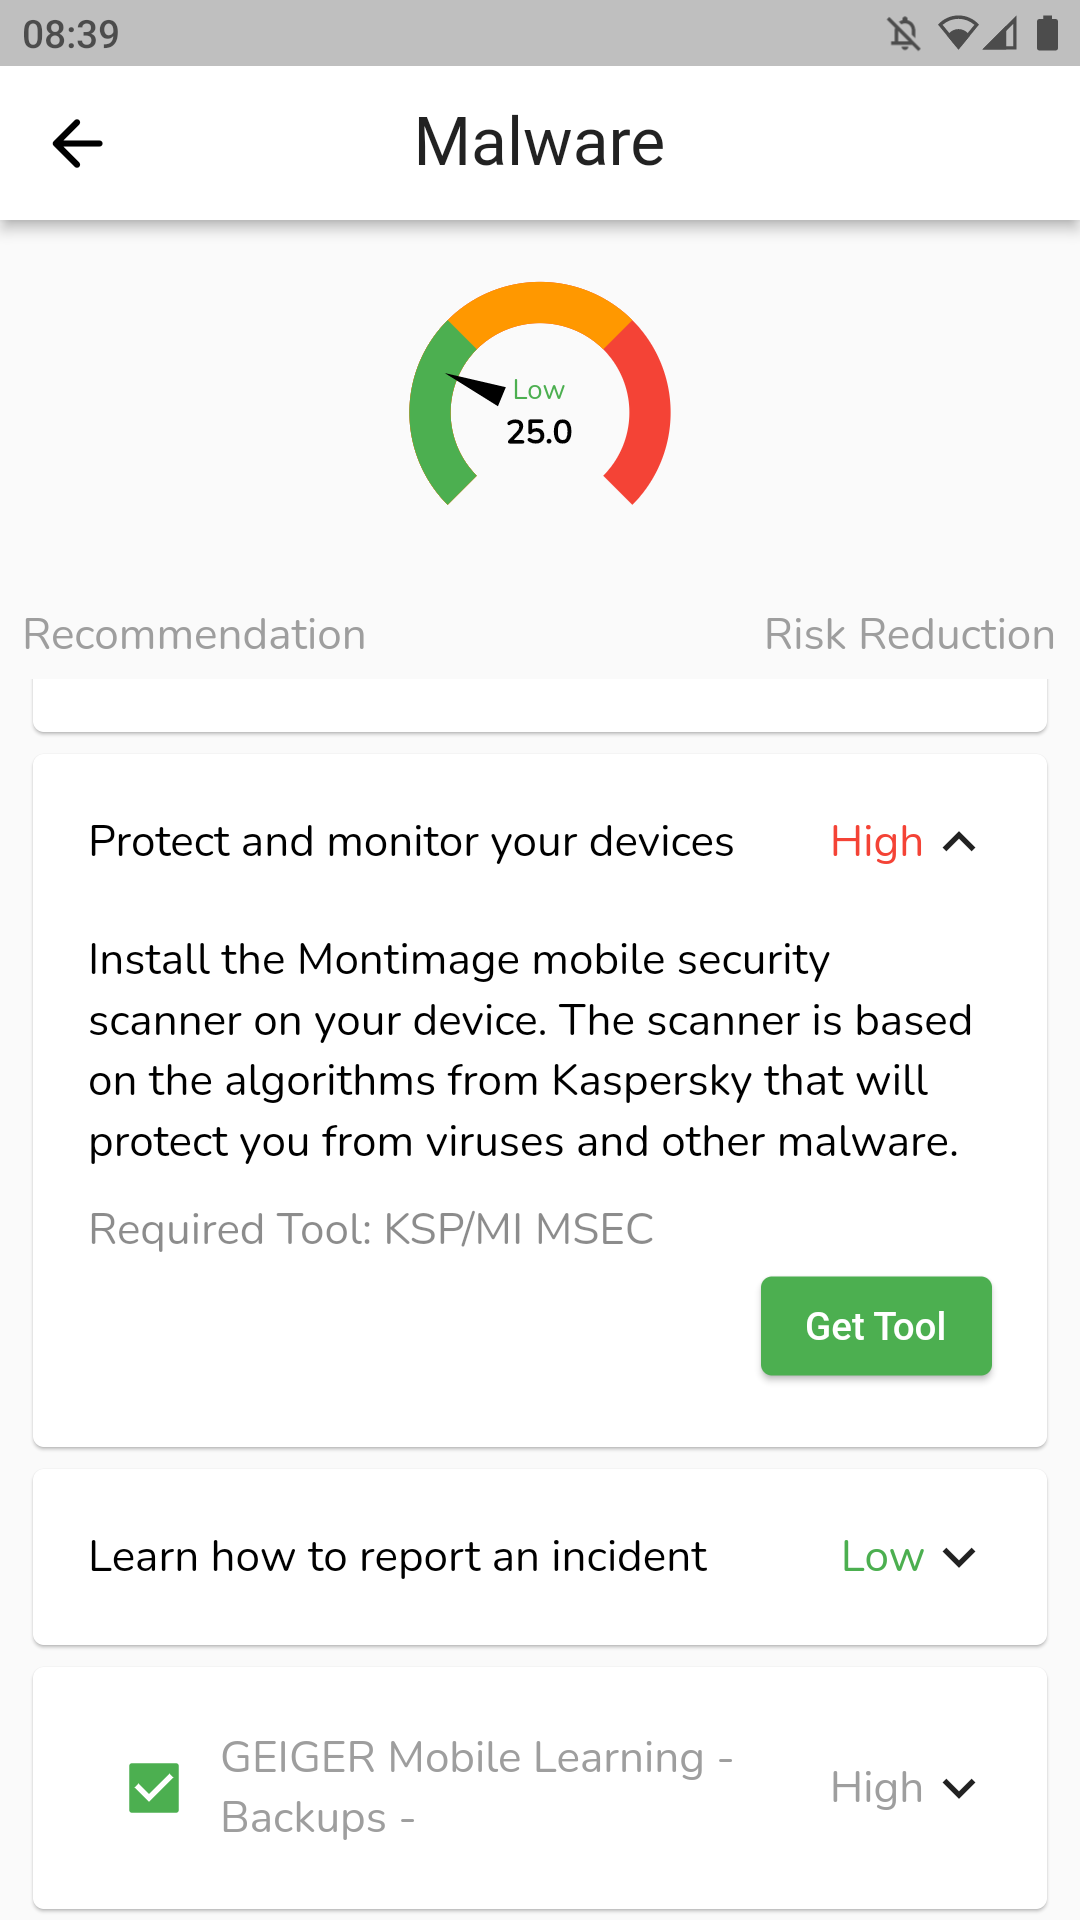 08:39
Malware
Low
25.0
Recommendation
Risk Reduction
Protect and monitor your devices
High
Install the Montimage mobile security
scanner on your device. The scanner is based
on the algorithms from Kaspersky that will
protect you from viruses and other malware.
Required Tool: KSP/MI MSEC
Get Tool
Learn how to report an incident
Low
GEIGER Mobile Learning -
Backups -
High